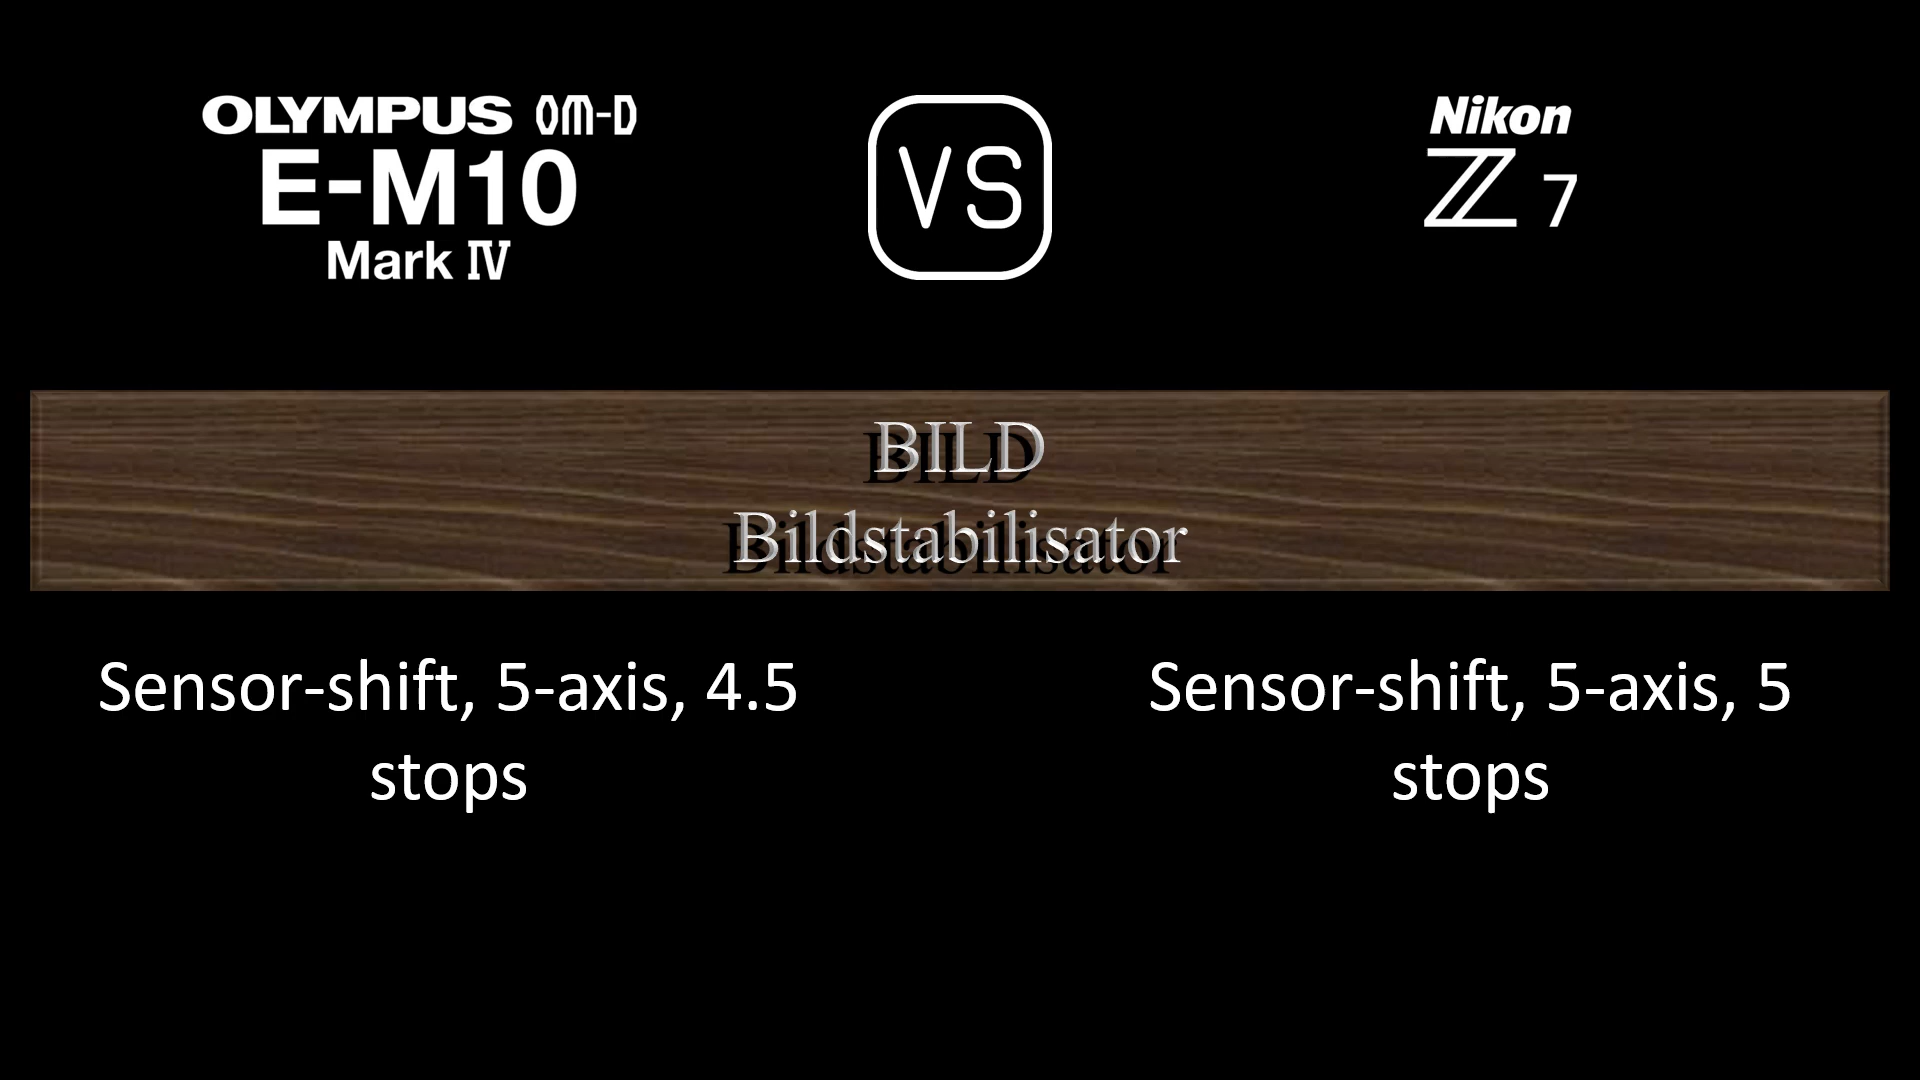 OLYMPUS OM-D
E-M10
Mark IV
VS
Nikon
Z 7
BILD
Bildstabilisator
Sensor-shift, 5-axis, 4.5
stops
Sensor-shift, 5-axis, 5
stops